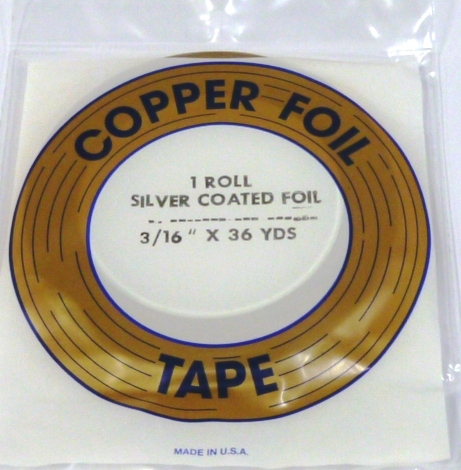 COPPER FOIL
1 ROLL
SILVER COATED FOIL
3/16" X 36 YDS
TAPE
MADE IN U.S.A.